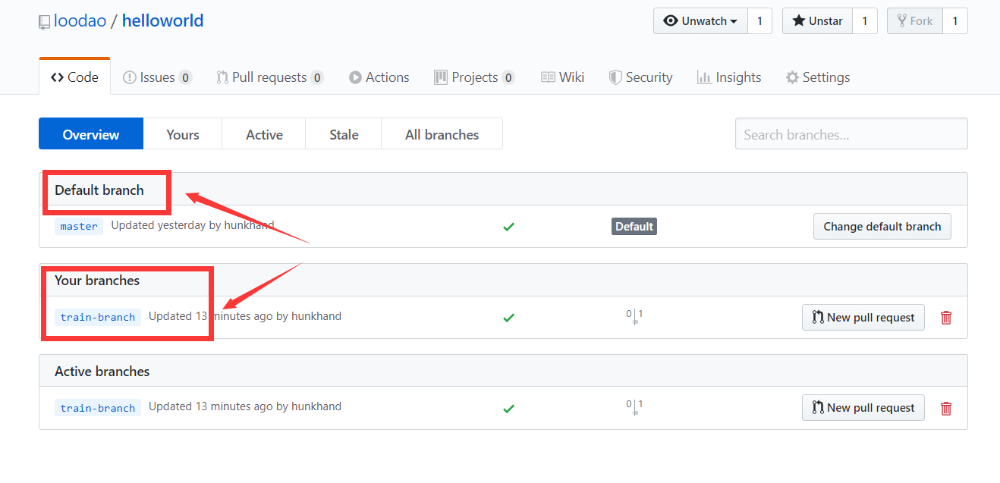 loodao / helloworld Unwatch 1 Unstar 1 Fork 1
Code Issues 0 Pull requests 0 Actions Projects 0 Wiki Security Insights Settings
Overview Yours Active Stale All branches Search branches...
Default branch
master Updated yesterday by hunkhand Default Change default branch
Your branches
train-branch Updated 13 minutes ago by hunkhand 0 1 New pull request
Active branches
train-branch Updated 13 minutes ago by hunkhand 0 1 New pull request